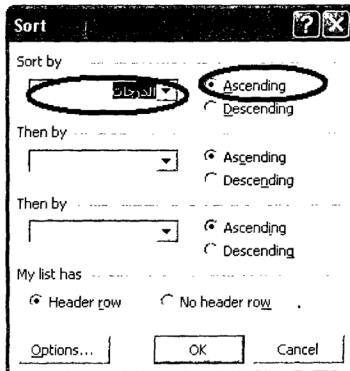 Sort
Sort by
الدرجات
Ascending
Descending
Then by
Ascending
Descending
Then by
Ascending
Descending
My list has
Header row
No header row
Options...
OK
Cancel